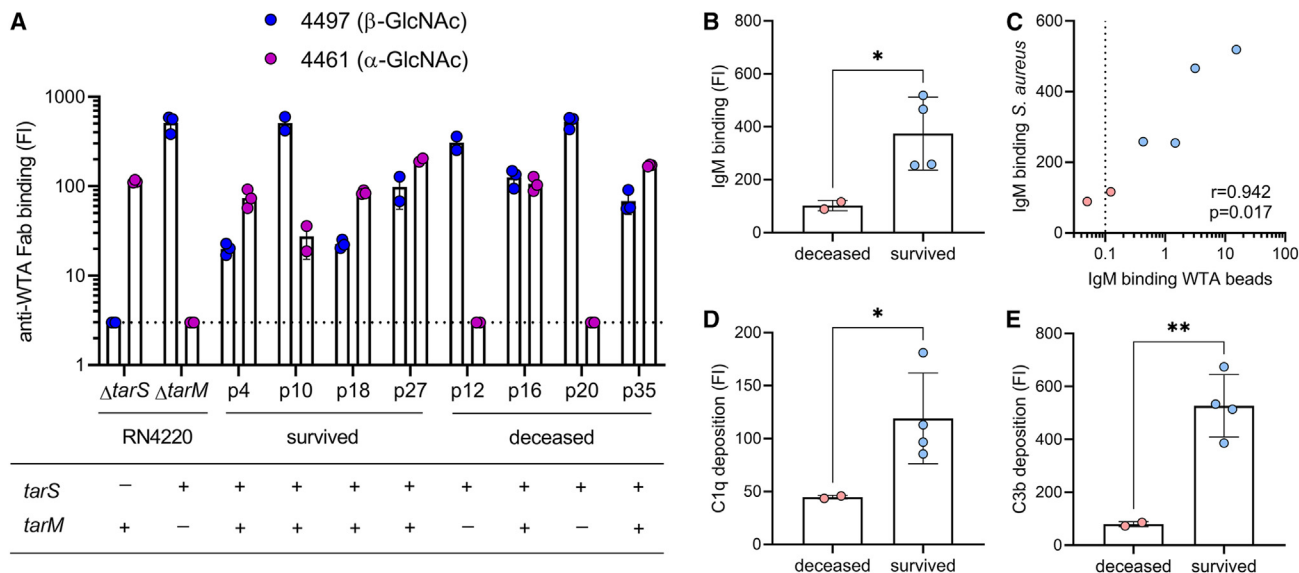 A
4497 (β-GlcNAc)
4461 (α-GlcNAc)
anti-WTA Fab binding (FI)
1000
100
10
1
ΔtarS ΔtarM p4 p10 p18 p27 p12 p16 p20 p35
RN4220 survived deceased
tarS − + + + + + + + + +
tarM + − + + + + − + − +
B
IgM binding (FI)
800
600
400
200
0
*
deceased survived
C
IgM binding S. aureus
600
400
200
0
r=0.942
p=0.017
0.1 1 10 100
IgM binding WTA beads
D
C1q deposition (FI)
200
150
100
50
0
*
deceased survived
E
C3b deposition (FI)
800
600
400
200
0
**
deceased survived